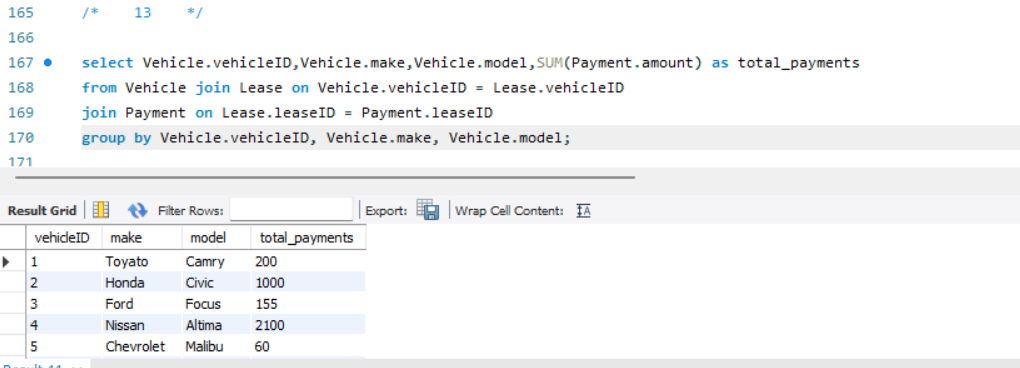 165 /* 13 */
166
167 select Vehicle.vehicleID,Vehicle.make,Vehicle.model,SUM(Payment.amount) as total_payments
168 from Vehicle join Lease on Vehicle.vehicleID = Lease.vehicleID
169 join Payment on Lease.leaseID = Payment.leaseID
170 group by Vehicle.vehicleID, Vehicle.make, Vehicle.model;
171
Result Grid Filter Rows: Export: Wrap Cell Content: IA
vehicleID make model total_payments
1 Toyato Camry 200
2 Honda Civic 1000
3 Ford Focus 155
4 Nissan Altima 2100
5 Chevrolet Malibu 60